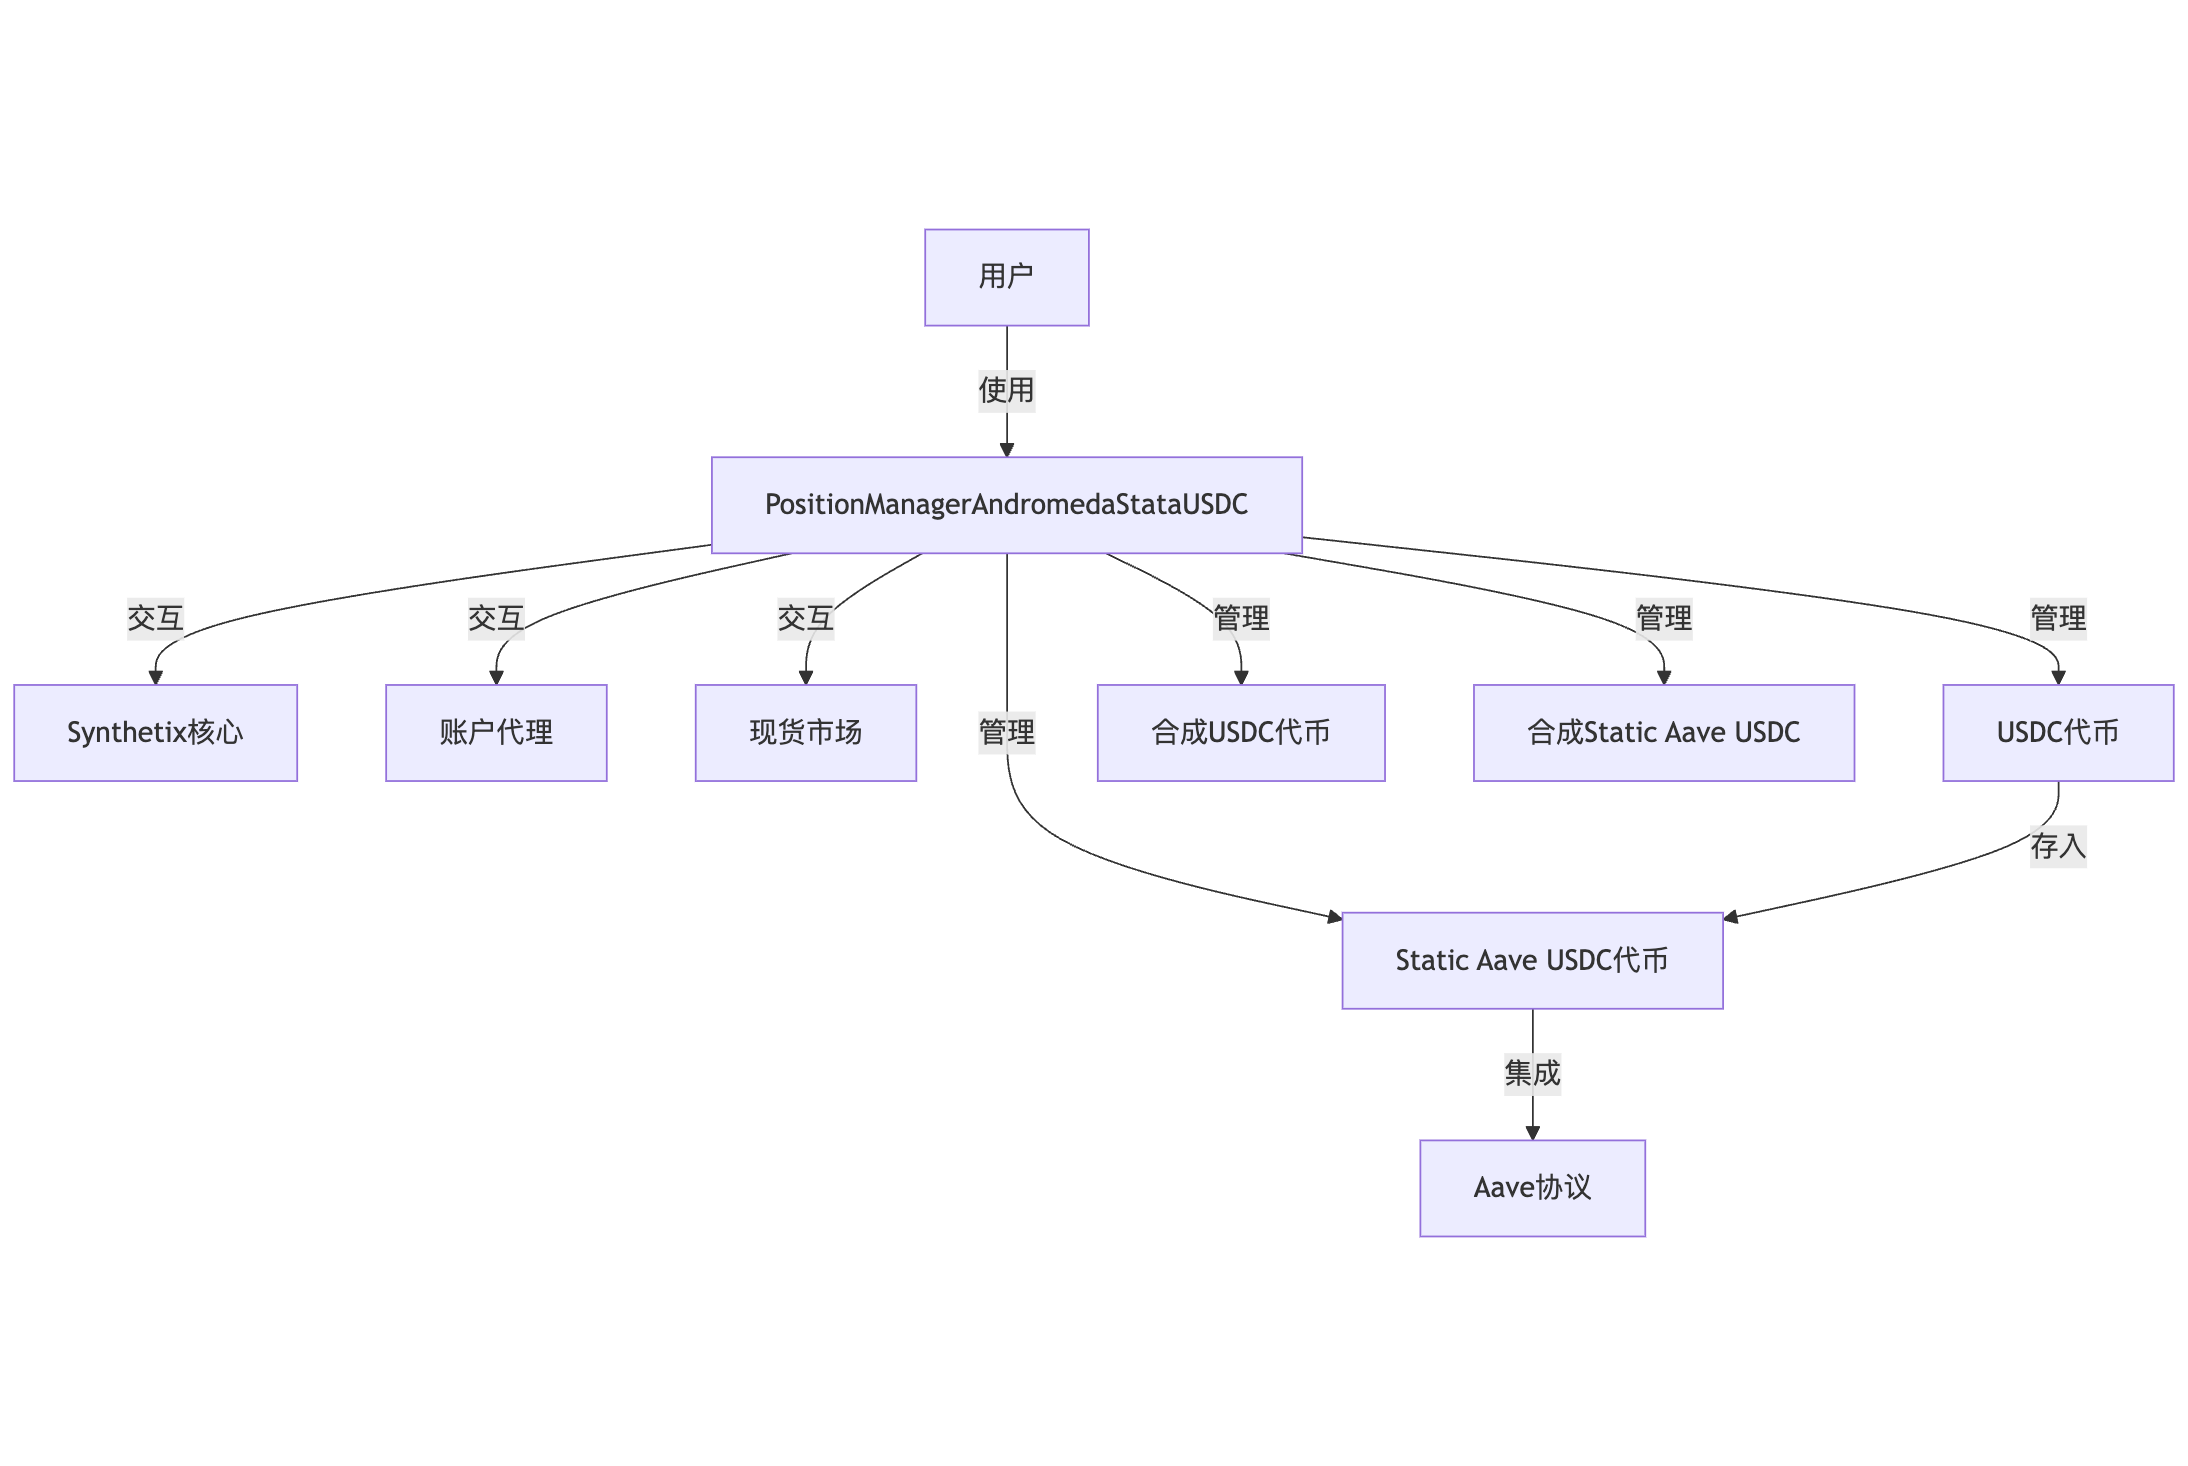 用户
使用
PositionManagerAndromedaStataUSDC
交互
交互
交互
管理
管理
管理
Synthetix核心
账户代理
现货市场
管理
合成USDC代币
合成Static Aave USDC
USDC代币
存入
Static Aave USDC代币
集成
Aave协议